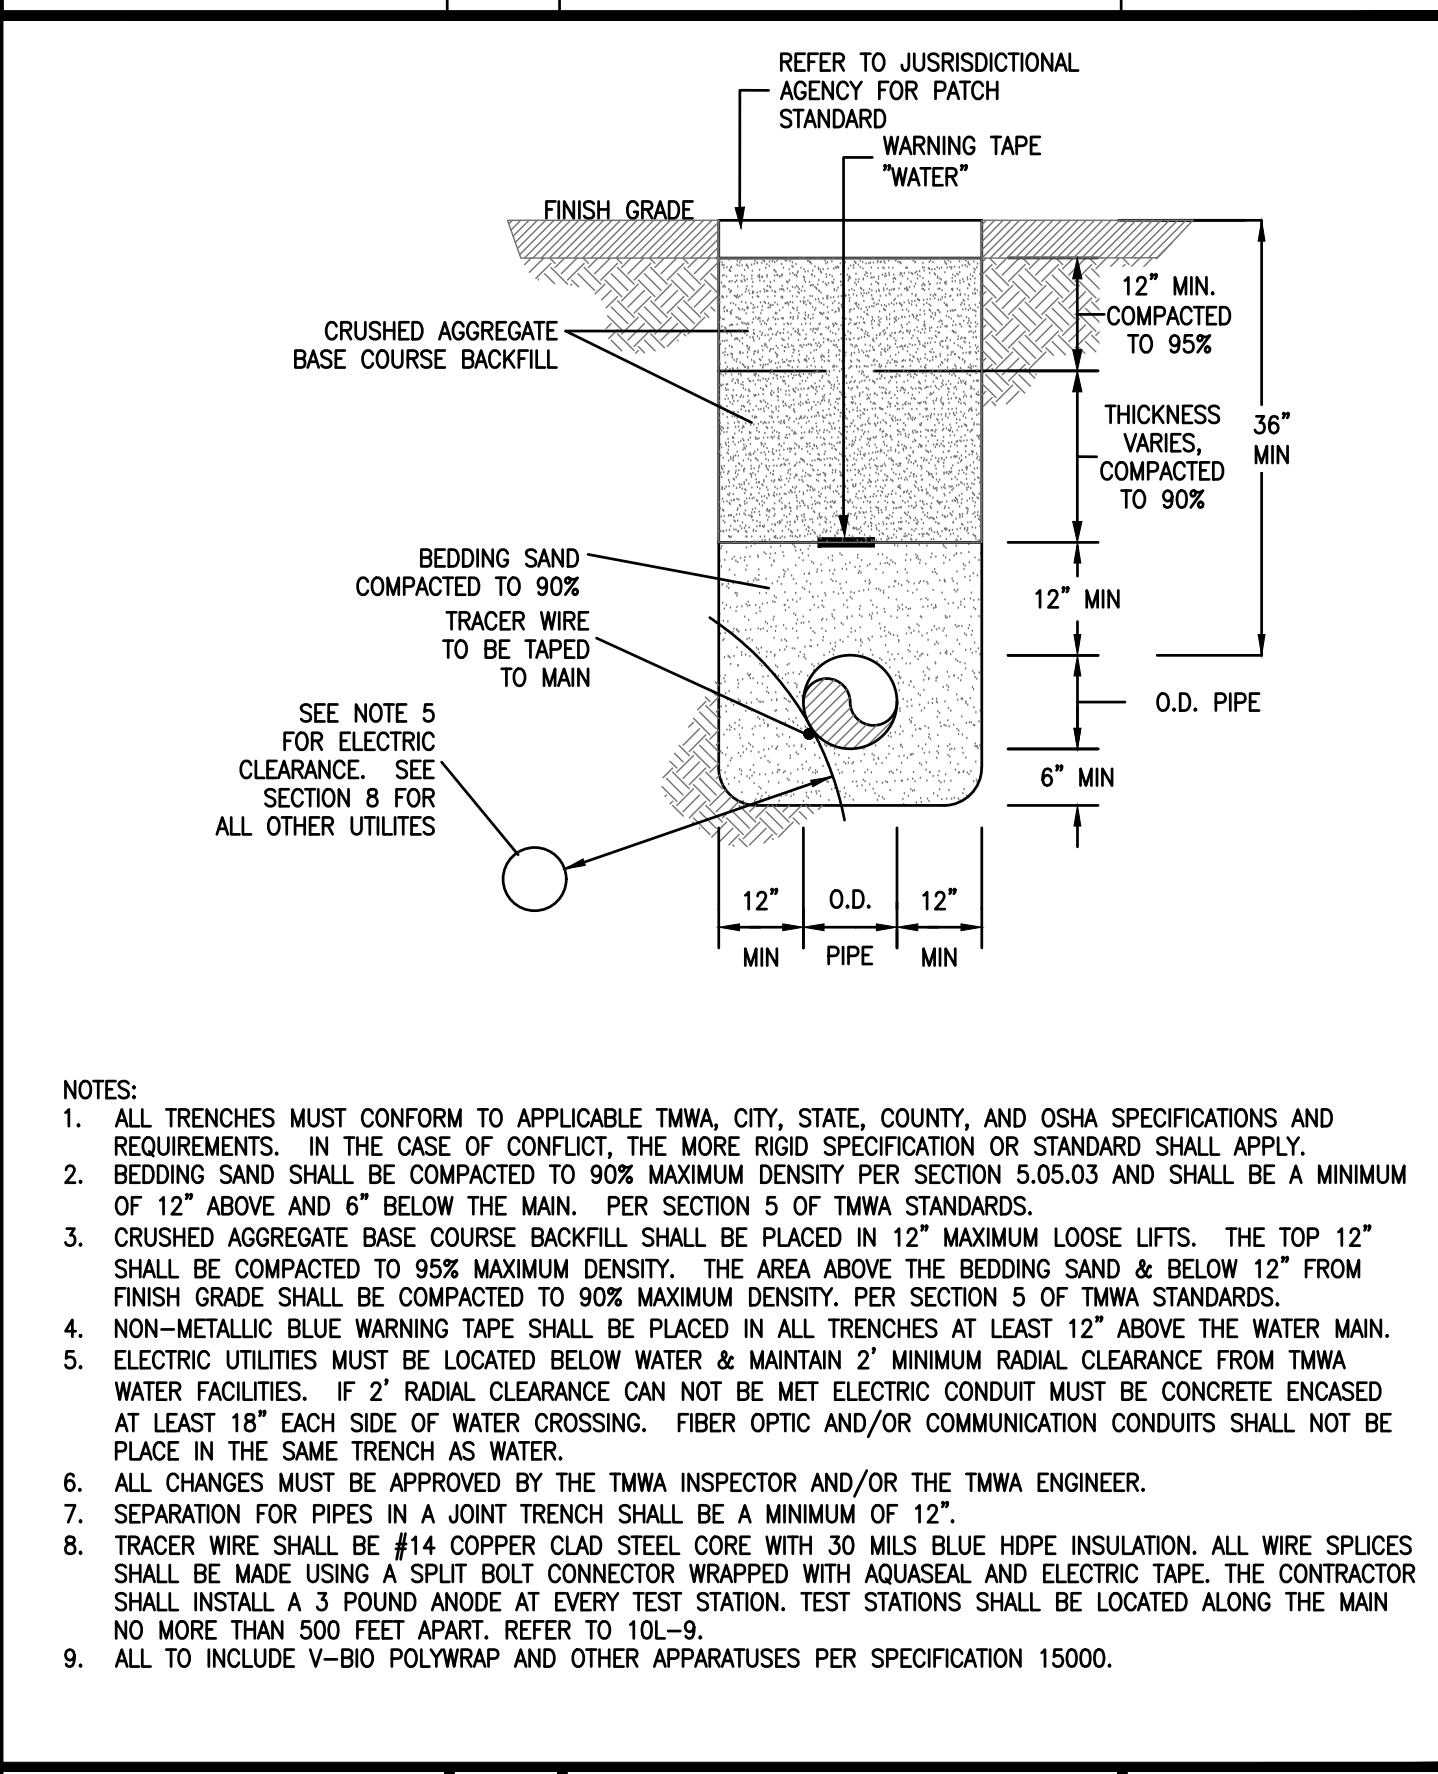 REFER TO JUSRISDICTIONAL
AGENCY FOR PATCH
STANDARD
WARNING TAPE
"WATER"
FINISH GRADE
12" MIN.
COMPACTED
TO 95%
CRUSHED AGGREGATE
BASE COURSE BACKFILL
THICKNESS
VARIES,
COMPACTED
TO 90%
36"
MIN
BEDDING SAND
COMPACTED TO 90%
12" MIN
TRACER WIRE
TO BE TAPED
TO MAIN
O.D. PIPE
SEE NOTE 5
FOR ELECTRIC
CLEARANCE. SEE
SECTION 8 FOR
ALL OTHER UTILITES
6" MIN
12"
MIN
O.D.
PIPE
12"
MIN
NOTES:
1. ALL TRENCHES MUST CONFORM TO APPLICABLE TMWA, CITY, STATE, COUNTY, AND OSHA SPECIFICATIONS AND
REQUIREMENTS. IN THE CASE OF CONFLICT, THE MORE RIGID SPECIFICATION OR STANDARD SHALL APPLY.
2. BEDDING SAND SHALL BE COMPACTED TO 90% MAXIMUM DENSITY PER SECTION 5.05.03 AND SHALL BE A MINIMUM
OF 12" ABOVE AND 6" BELOW THE MAIN. PER SECTION 5 OF TMWA STANDARDS.
3. CRUSHED AGGREGATE BASE COURSE BACKFILL SHALL BE PLACED IN 12" MAXIMUM LOOSE LIFTS. THE TOP 12"
SHALL BE COMPACTED TO 95% MAXIMUM DENSITY. THE AREA ABOVE THE BEDDING SAND & BELOW 12" FROM
FINISH GRADE SHALL BE COMPACTED TO 90% MAXIMUM DENSITY. PER SECTION 5 OF TMWA STANDARDS.
4. NON-METALLIC BLUE WARNING TAPE SHALL BE PLACED IN ALL TRENCHES AT LEAST 12" ABOVE THE WATER MAIN.
5. ELECTRIC UTILITIES MUST BE LOCATED BELOW WATER & MAINTAIN 2' MINIMUM RADIAL CLEARANCE FROM TMWA
WATER FACILITIES. IF 2' RADIAL CLEARANCE CAN NOT BE MET ELECTRIC CONDUIT MUST BE CONCRETE ENCASED
AT LEAST 18" EACH SIDE OF WATER CROSSING. FIBER OPTIC AND/OR COMMUNICATION CONDUITS SHALL NOT BE
PLACE IN THE SAME TRENCH AS WATER.
6. ALL CHANGES MUST BE APPROVED BY THE TMWA INSPECTOR AND/OR THE TMWA ENGINEER.
7. SEPARATION FOR PIPES IN A JOINT TRENCH SHALL BE A MINIMUM OF 12".
8. TRACER WIRE SHALL BE #14 COPPER CLAD STEEL CORE WITH 30 MILS BLUE HDPE INSULATION. ALL WIRE SPLICES
SHALL BE MADE USING A SPLIT BOLT CONNECTOR WRAPPED WITH AQUASEAL AND ELECTRIC TAPE. THE CONTRACTOR
SHALL INSTALL A 3 POUND ANODE AT EVERY TEST STATION. TEST STATIONS SHALL BE LOCATED ALONG THE MAIN
NO MORE THAN 500 FEET APART. REFER TO 10L-9.
9. ALL TO INCLUDE V-BIO POLYWRAP AND OTHER APPARATUSES PER SPECIFICATION 15000.